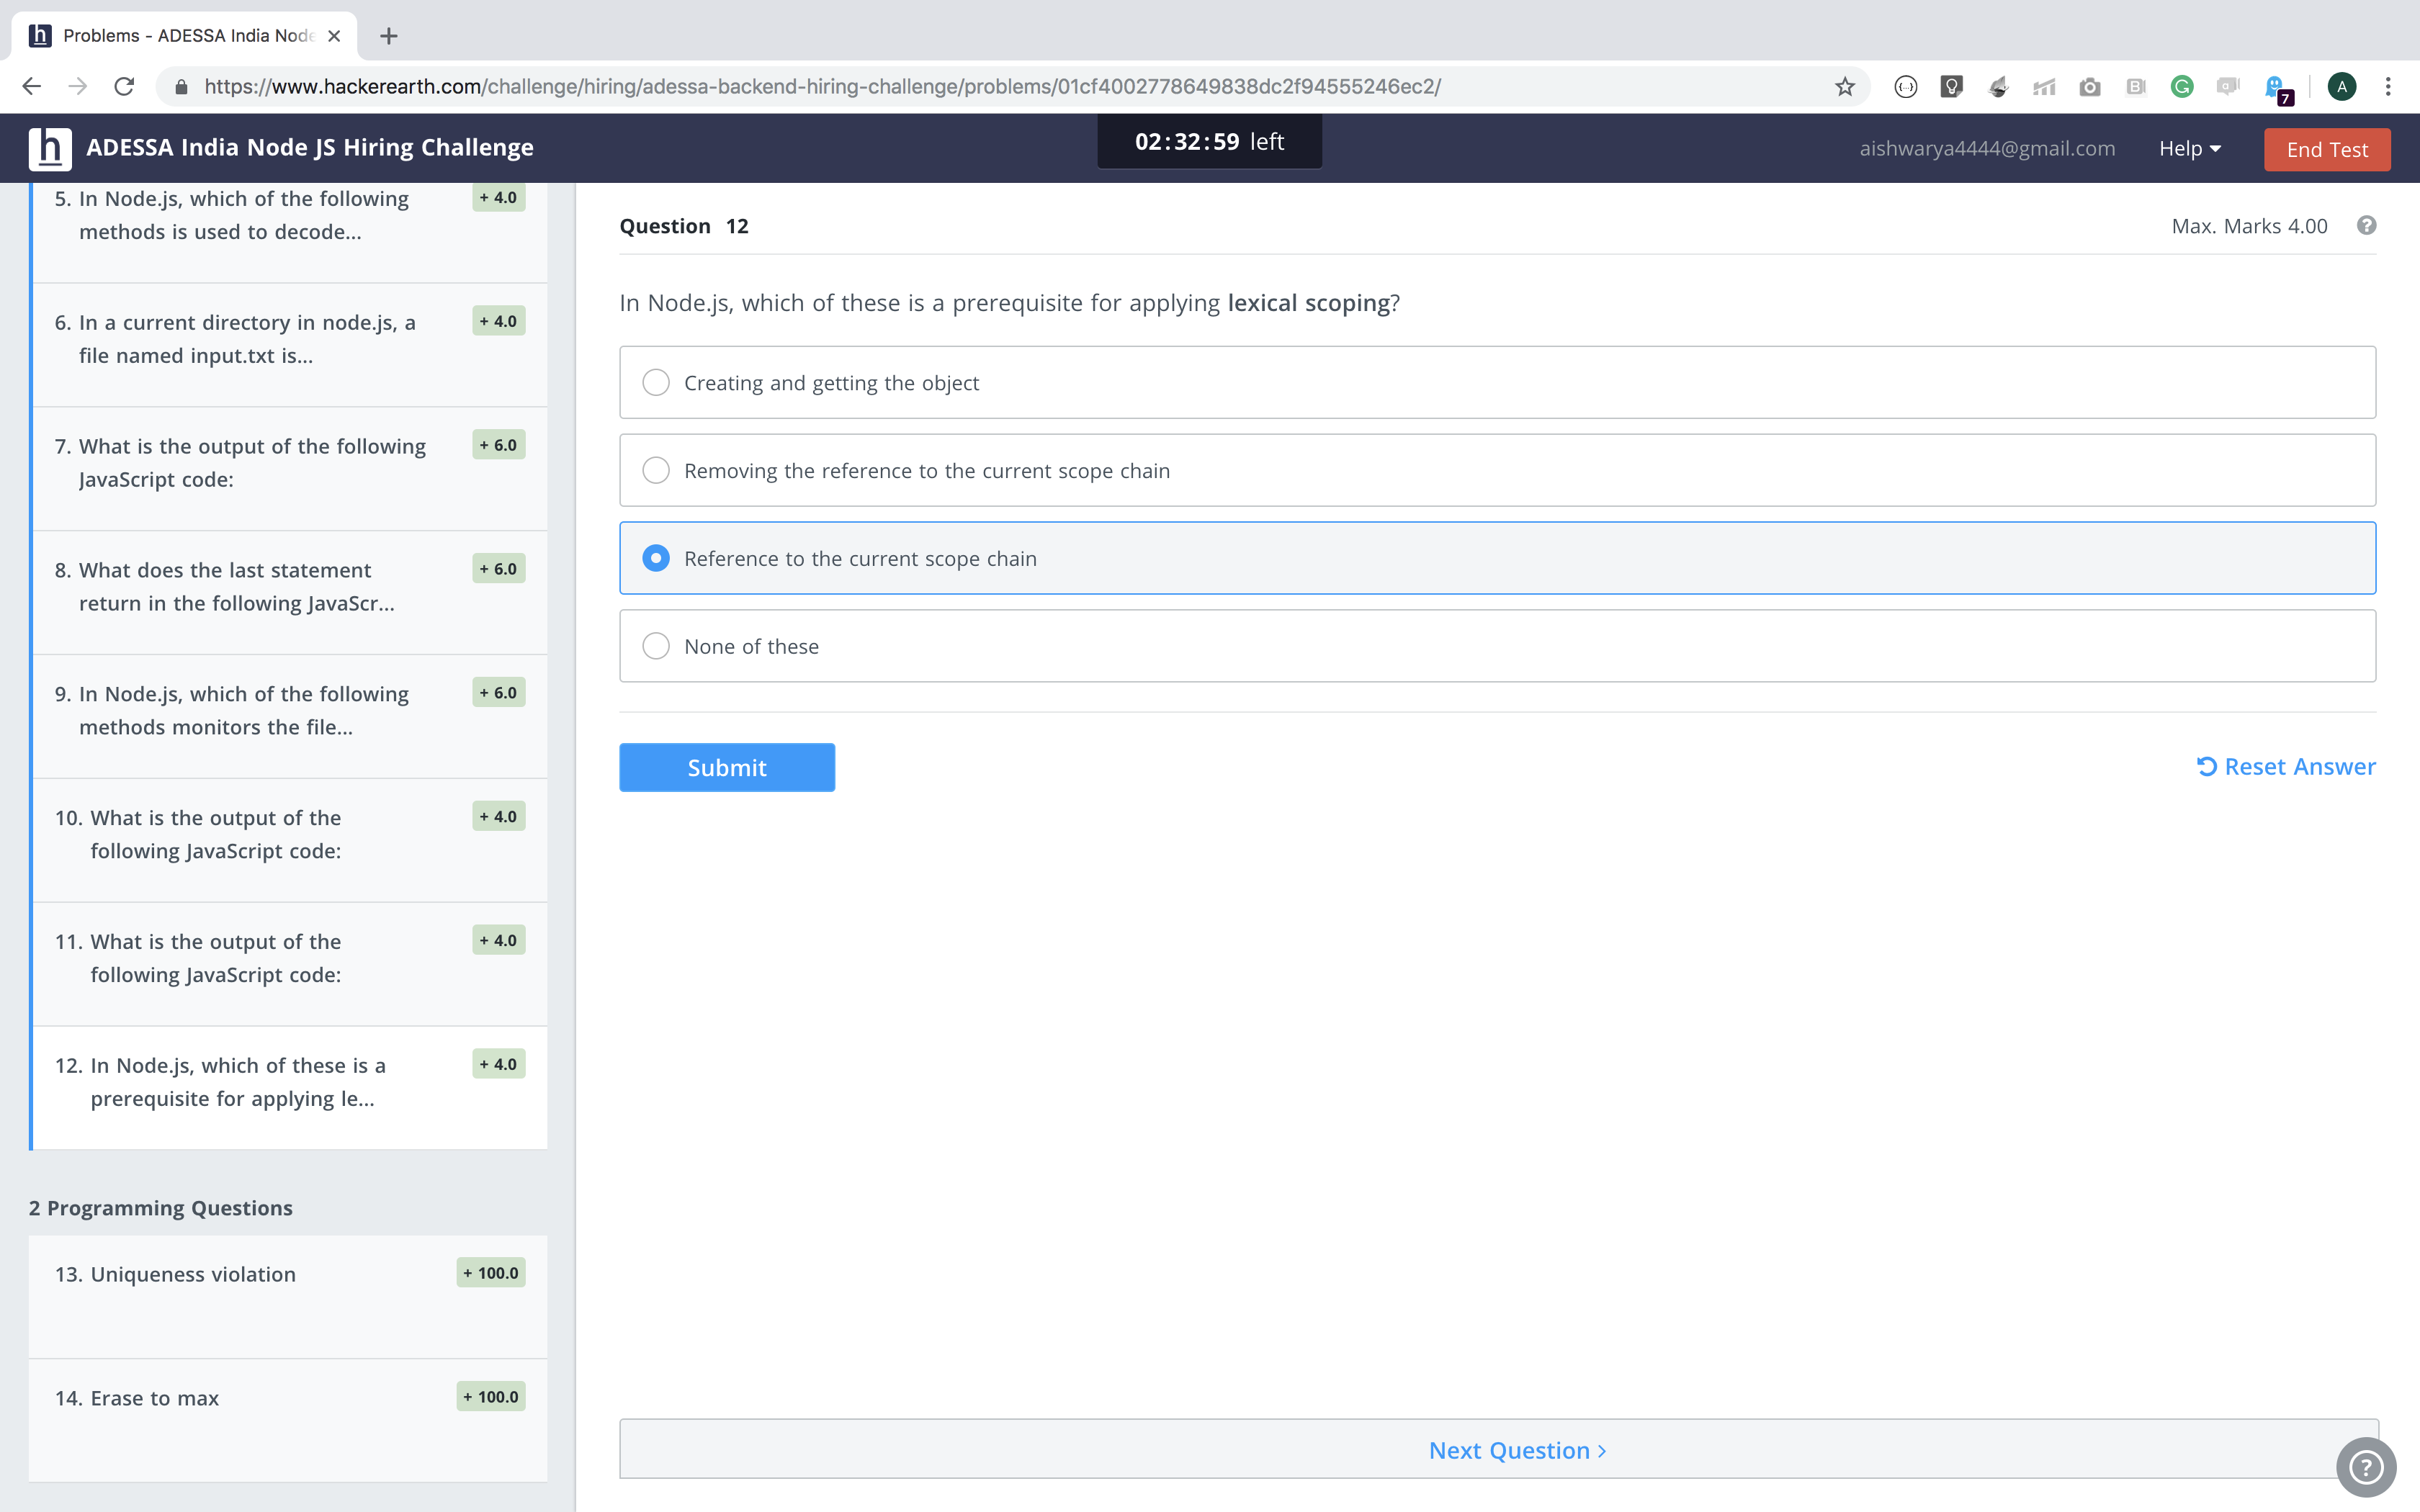 Problems - ADESSA India Node
https://www.hackerearth.com/challenge/hiring/adessa-backend-hiring-challenge/problems/01cf4002778649838dc2f94555246ec2/
7
A
h ADESSA India Node JS Hiring Challenge
02:32:59 left
aishwarya4444@gmail.com
Help
End Test
5. In Node.js, which of the following
methods is used to decode...
+ 4.0
6. In a current directory in node.js, a
file named input.txt is...
+ 4.0
7. What is the output of the following
JavaScript code:
+ 6.0
8. What does the last statement
return in the following JavaScr...
+ 6.0
9. In Node.js, which of the following
methods monitors the file...
+ 6.0
10. What is the output of the
following JavaScript code:
+ 4.0
11. What is the output of the
following JavaScript code:
+ 4.0
12. In Node.js, which of these is a
prerequisite for applying le...
+ 4.0
2 Programming Questions
13. Uniqueness violation
+ 100.0
14. Erase to max
+ 100.0
Question 12
Max. Marks 4.00
?
In Node.js, which of these is a prerequisite for applying lexical scoping?
Creating and getting the object
Removing the reference to the current scope chain
Reference to the current scope chain
None of these
Submit
Reset Answer
Next Question >
?